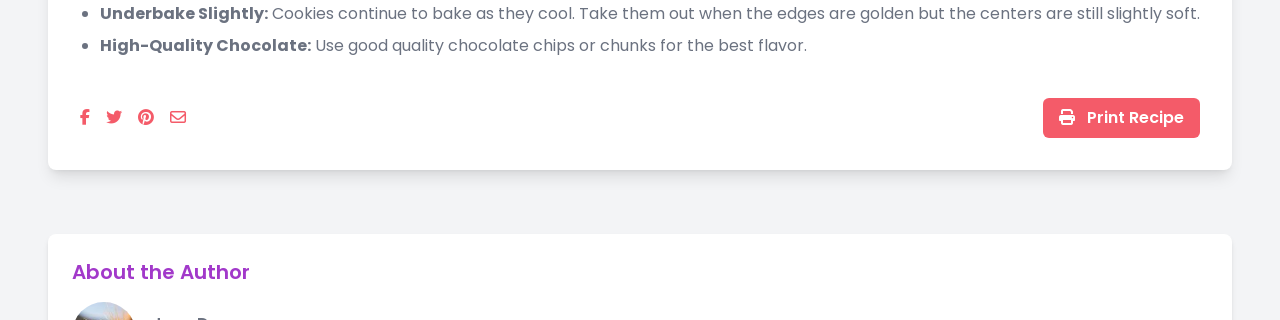 Underbake Slightly: Cookies continue to bake as they cool. Take them out when the edges are golden but the centers are still slightly soft.
High-Quality Chocolate: Use good quality chocolate chips or chunks for the best flavor.
Print Recipe
About the Author